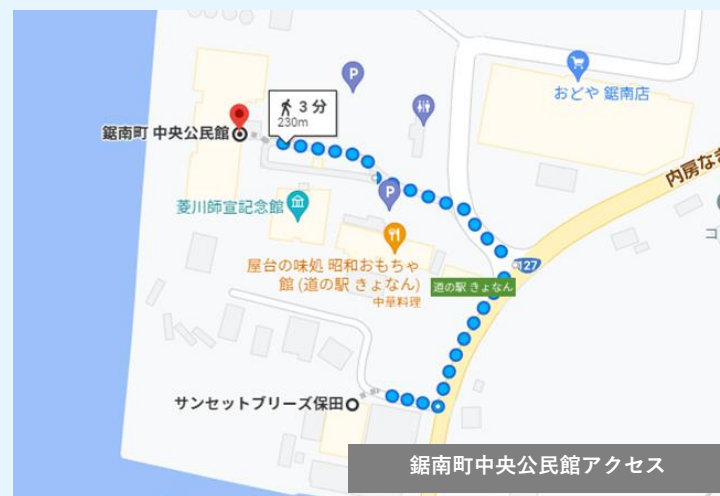 P
おどや 鋸南店
3 分
230m
鋸南町 中央公民館
内房なぎ
P
菱川師宣記念館
コ
屋台の味処 昭和おもちゃ
館 (道の駅 きょなん)
中華料理
127
道の駅 きょなん
サンセットブリーズ保田
鋸南町中央公民館アクセス